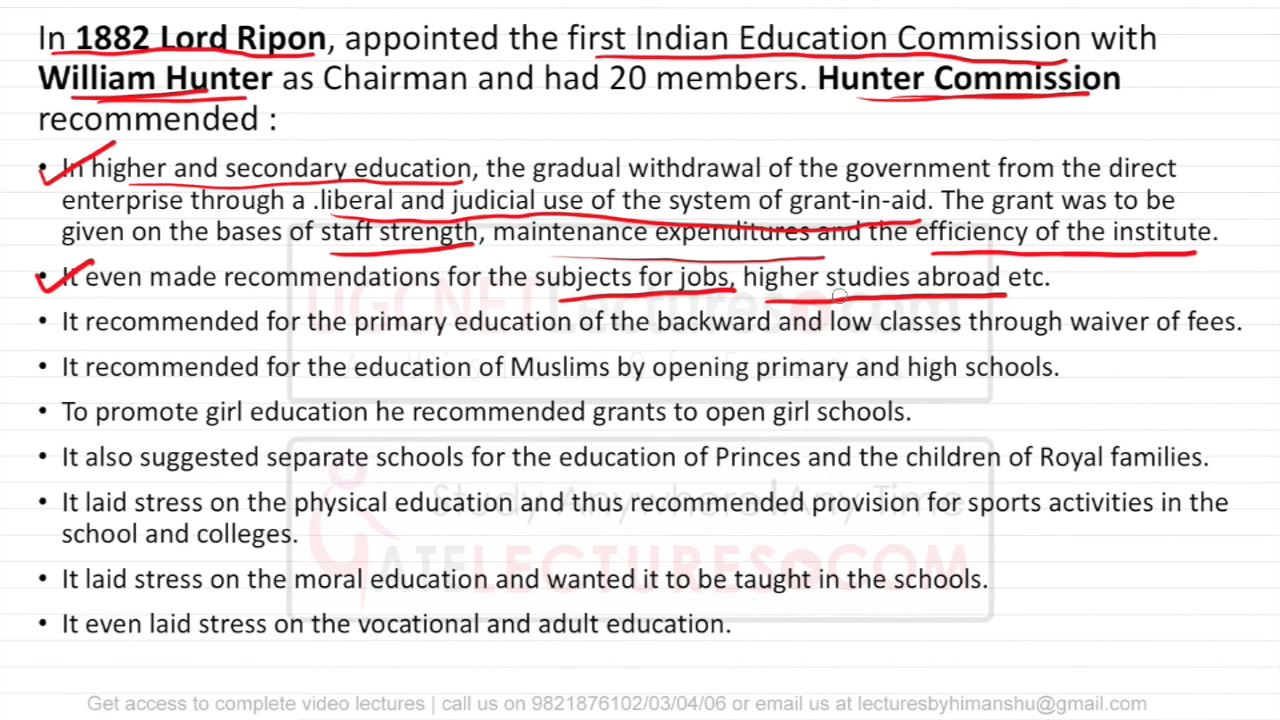 In 1882 Lord Ripon, appointed the first Indian Education Commission with
William Hunter as Chairman and had 20 members. Hunter Commission
recommended :
• In higher and secondary education, the gradual withdrawal of the government from the direct
enterprise through a .liberal and judicial use of the system of grant-in-aid. The grant was to be
given on the bases of staff strength, maintenance expenditures and the efficiency of the institute.
• It even made recommendations for the subjects for jobs, higher studies abroad etc.
• It recommended for the primary education of the backward and low classes through waiver of fees.
• It recommended for the education of Muslims by opening primary and high schools.
• To promote girl education he recommended grants to open girl schools.
• It also suggested separate schools for the education of Princes and the children of Royal families.
• It laid stress on the physical education and thus recommended provision for sports activities in the
school and colleges.
• It laid stress on the moral education and wanted it to be taught in the schools.
• It even laid stress on the vocational and adult education.
Get access to complete video lectures | call us on 9821876102/03/04/06 or email us at lecturesbyhimanshu@gmail.com